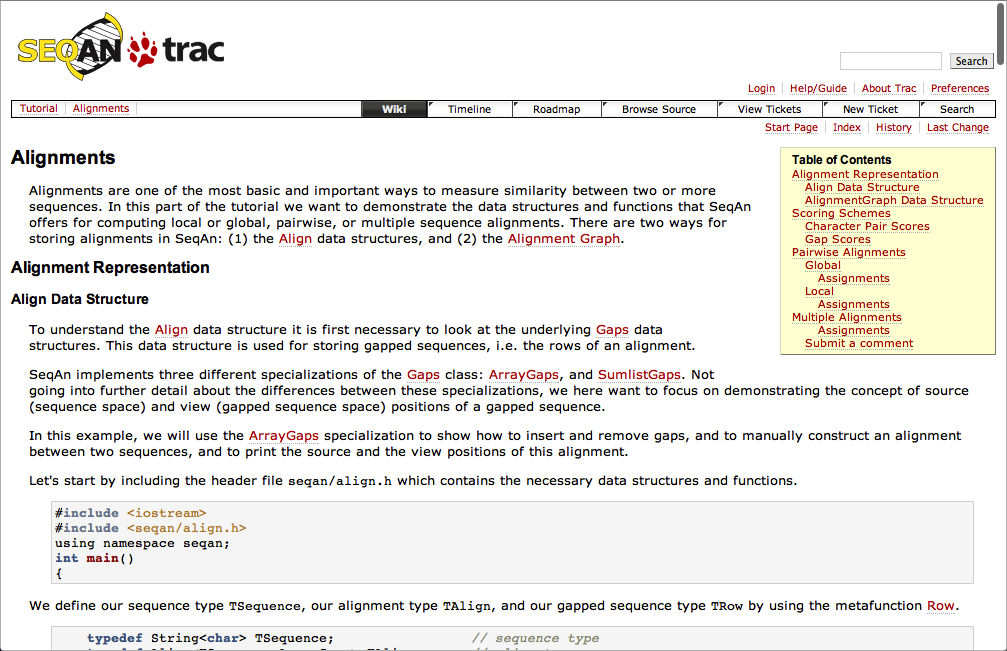 SEQAN trac
Search
Login Help/Guide About Trac Preferences
Tutorial Alignments Wiki Timeline Roadmap Browse Source View Tickets New Ticket Search
Start Page Index History Last Change
Alignments
Alignments are one of the most basic and important ways to measure similarity between two or more
sequences. In this part of the tutorial we want to demonstrate the data structures and functions that SeqAn
offers for computing local or global, pairwise, or multiple sequence alignments. There are two ways for
storing alignments in SeqAn: (1) the Align data structures, and (2) the Alignment Graph.
Table of Contents
Alignment Representation
Align Data Structure
AlignmentGraph Data Structure
Scoring Schemes
Character Pair Scores
Gap Scores
Pairwise Alignments
Global
Assignments
Local
Assignments
Multiple Alignments
Assignments
Submit a comment
Alignment Representation
Align Data Structure
To understand the Align data structure it is first necessary to look at the underlying Gaps data
structures. This data structure is used for storing gapped sequences, i.e. the rows of an alignment.
SeqAn implements three different specializations of the Gaps class: ArrayGaps, and SumlistGaps. Not
going into further detail about the differences between these specializations, we here want to focus on demonstrating the concept of source
(sequence space) and view (gapped sequence space) positions of a gapped sequence.
In this example, we will use the ArrayGaps specialization to show how to insert and remove gaps, and to manually construct an alignment
between two sequences, and to print the source and the view positions of this alignment.
Let's start by including the header file seqan/align.h which contains the necessary data structures and functions.
#include <iostream>
#include <seqan/align.h>
using namespace seqan;
int main()
{
We define our sequence type TSequence, our alignment type TAlign, and our gapped sequence type TRow by using the metafunction Row.
typedef String<char> TSequence; // sequence type